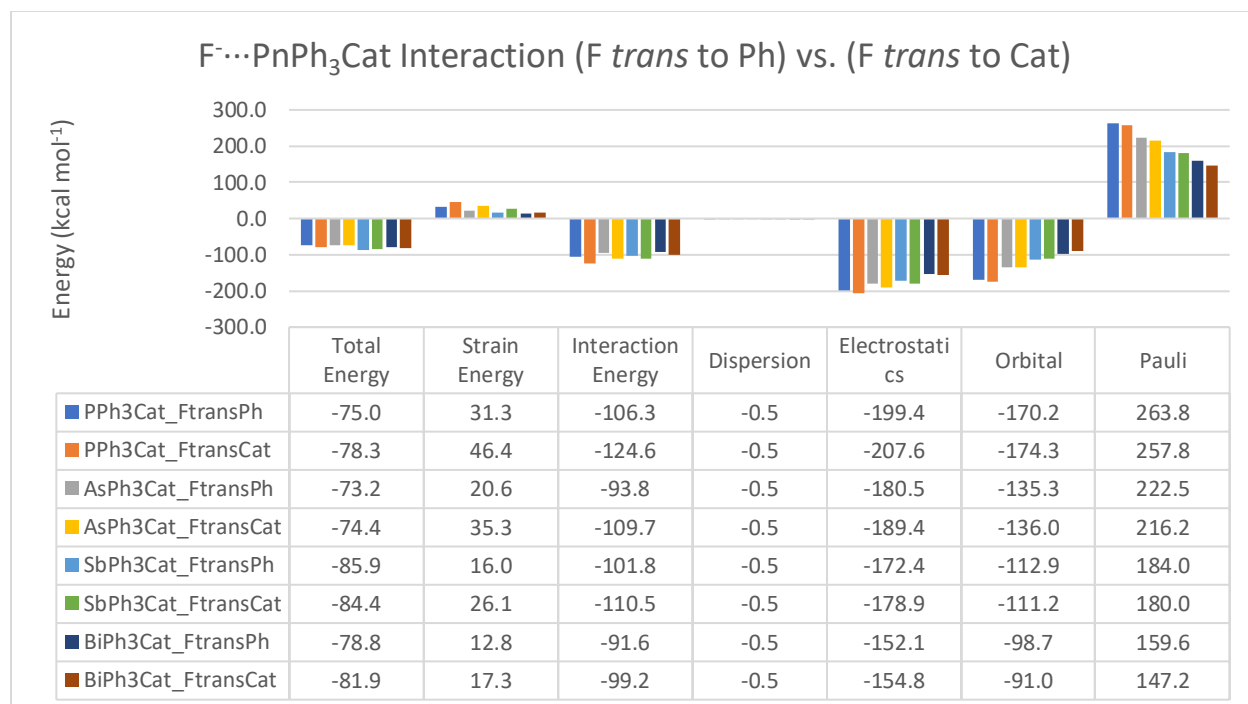 F⁻···PnPh₃Cat Interaction (F trans to Ph) vs. (F trans to Cat)
Energy (kcal mol⁻¹)
300.0
200.0
100.0
0.0
-100.0
-200.0
-300.0
Total Energy Strain Energy Interaction Energy Dispersion Electrostatics Orbital Pauli
PPh3Cat_FtransPh -75.0 31.3 -106.3 -0.5 -199.4 -170.2 263.8
PPh3Cat_FtransCat -78.3 46.4 -124.6 -0.5 -207.6 -174.3 257.8
AsPh3Cat_FtransPh -73.2 20.6 -93.8 -0.5 -180.5 -135.3 222.5
AsPh3Cat_FtransCat -74.4 35.3 -109.7 -0.5 -189.4 -136.0 216.2
SbPh3Cat_FtransPh -85.9 16.0 -101.8 -0.5 -172.4 -112.9 184.0
SbPh3Cat_FtransCat -84.4 26.1 -110.5 -0.5 -178.9 -111.2 180.0
BiPh3Cat_FtransPh -78.8 12.8 -91.6 -0.5 -152.1 -98.7 159.6
BiPh3Cat_FtransCat -81.9 17.3 -99.2 -0.5 -154.8 -91.0 147.2